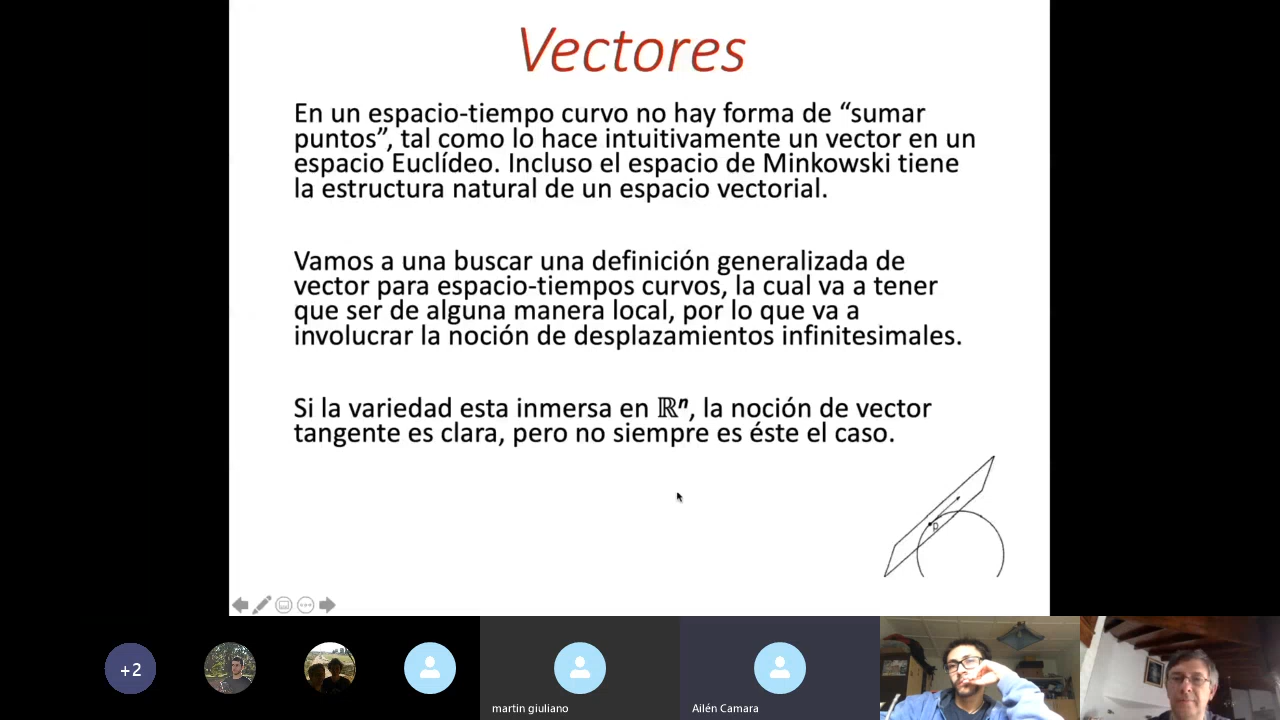 Vectores
En un espacio-tiempo curvo no hay forma de “sumar
puntos”, tal como lo hace intuitivamente un vector en un
espacio Euclídeo. Incluso el espacio de Minkowski tiene
la estructura natural de un espacio vectorial.
Vamos a una buscar una definición generalizada de
vector para espacio-tiempos curvos, la cual va a tener
que ser de alguna manera local, por lo que va a
involucrar la noción de desplazamientos infinitesimales.
Si la variedad esta inmersa en ℝⁿ, la noción de vector
tangente es clara, pero no siempre es éste el caso.
p
+2
martin giuliano
Ailén Camara